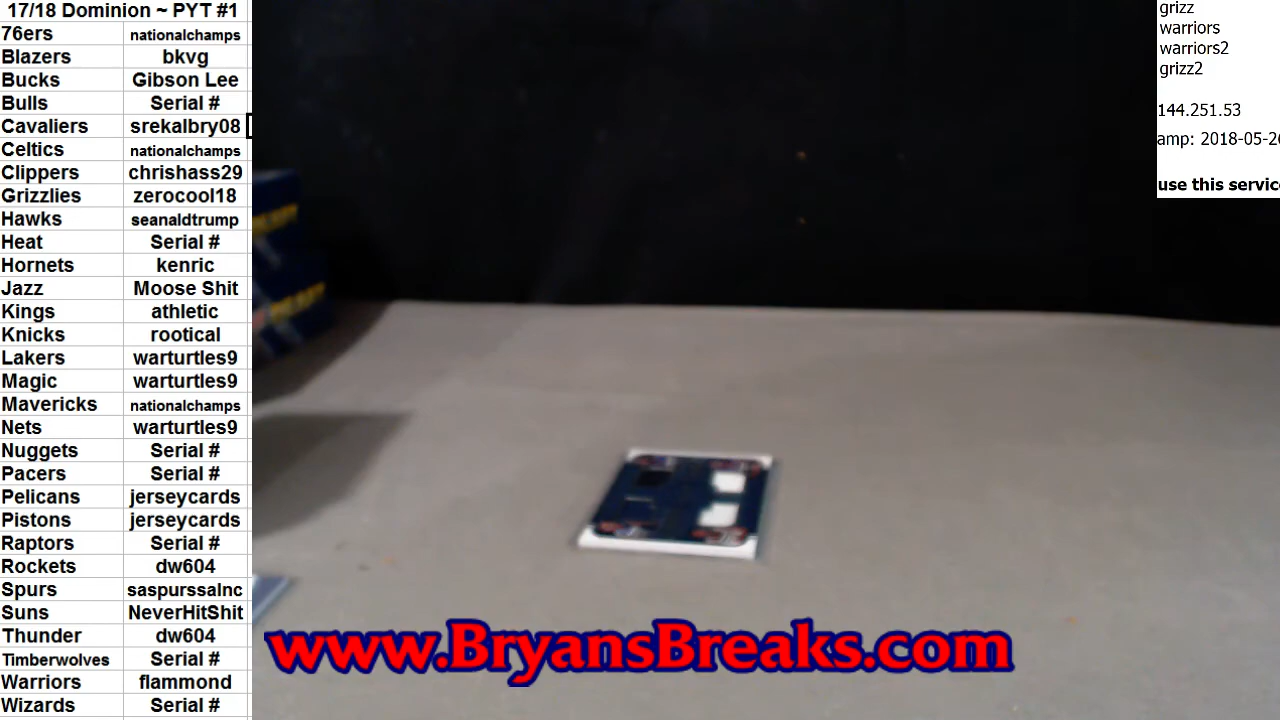 17/18 Dominion ~ PYT #1
76ers nationalchamps
Blazers bkvg
Bucks Gibson Lee
Bulls Serial #
Cavaliers srekalbry08
Celtics nationalchamps
Clippers chrishass29
Grizzlies zerocool18
Hawks seanaldtrump
Heat Serial #
Hornets kenric
Jazz Moose Shit
Kings athletic
Knicks rootical
Lakers warturtles9
Magic warturtles9
Mavericks nationalchamps
Nets warturtles9
Nuggets Serial #
Pacers Serial #
Pelicans jerseycards
Pistons jerseycards
Raptors Serial #
Rockets dw604
Spurs saspurssalnc
Suns NeverHitShit
Thunder dw604
Timberwolves Serial #
Warriors flammond
Wizards Serial #
grizz
warriors
warriors2
grizz2
144.251.53
amp: 2018-05-26
use this servic
www.BryansBreaks.com